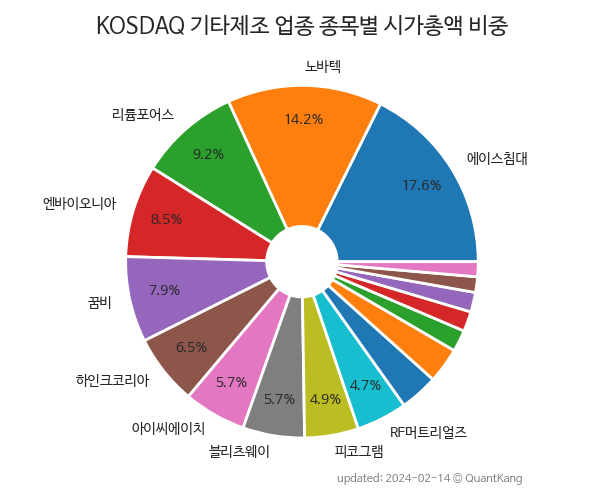 KOSDAQ 기타제조 업종 종목별 시가총액 비중
노바텍
14.2%
에이스침대
17.6%
리튬포어스
9.2%
엔바이오니아
8.5%
꿈비
7.9%
하인크코리아
6.5%
아이씨에이치
5.7%
블리츠웨이
5.7%
피코그램
4.9%
RF머트리얼즈
4.7%
updated: 2024-02-14 © QuantKang